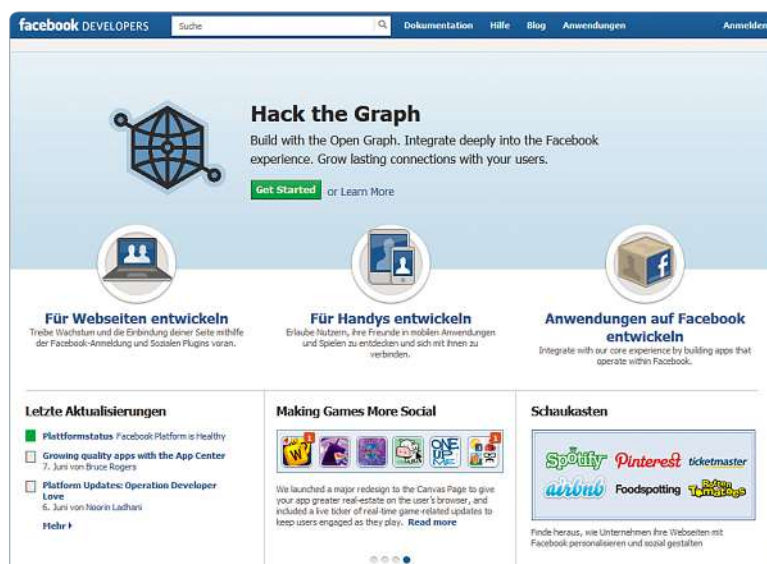 facebook DEVELOPERS
Suche
Dokumentation Hilfe Blog Anwendungen Anmelden
Hack the Graph
Build with the Open Graph. Integrate deeply into the Facebook
experience. Grow lasting connections with your users.
Get Started or Learn More
Für Webseiten entwickeln
Treibe Wachstum und die Einbindung deiner Seite mithilfe
der Facebook-Anmeldung und Sozialen Plugins voran.
Für Handys entwickeln
Erlaube Nutzern, ihre Freunde in mobilen Anwendungen
und Spielen zu entdecken und sich mit ihnen zu
verbinden.
Anwendungen auf Facebook
entwickeln
Integrate with our core experience by building apps that
operate within Facebook.
Letzte Aktualisierungen
Plattformstatus Facebook Platform is Healthy
Growing quality apps with the App Center
7. Juni von Bruce Rogers
Platform Updates: Operation Developer
Love
6. Juni von Noorin Ladhani
Mehr
Making Games More Social
W 1 ONE UP ME 1
We launched a major redesign to the Canvas Page to give
your app greater real-estate on the user's browser, and
included a live ticker of real-time game-related updates to
keep users engaged as they play. Read more
Schaukasten
Spotify Pinterest ticketmaster
airbnb Foodspotting Rotten Tomatoes
Finde heraus, wie Unternehmen ihre Webseiten mit
Facebook personalisieren und sozial gestalten